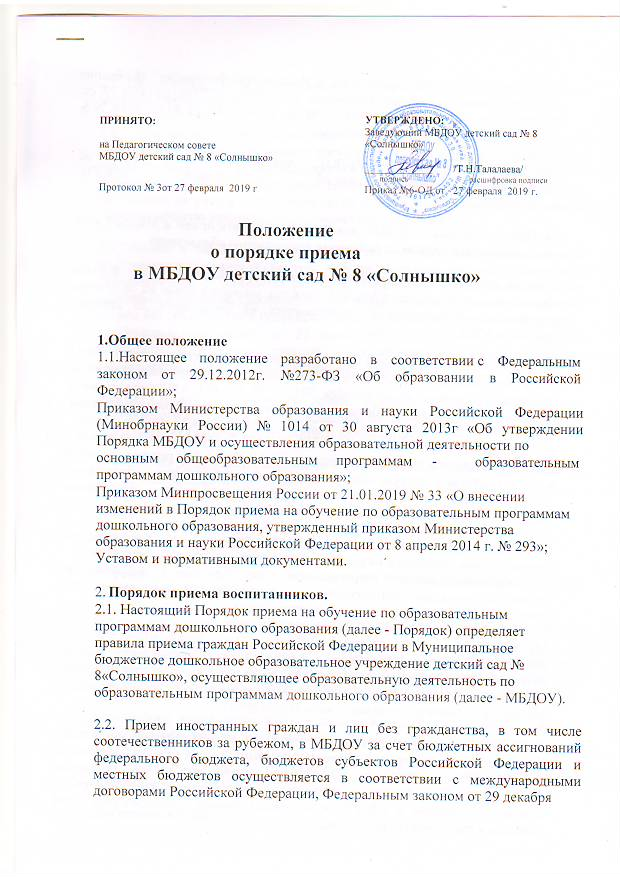 ПРИНЯТО:
на Педагогическом совете
МБДОУ детский сад № 8 «Солнышко»
Протокол № 3от 27 февраля 2019 г
УТВЕРЖДЕНО:
Заведующий МБДОУ детский сад № 8
«Солнышко»
/Т.Н.Талалаева/
подпись расшифровка подписи
Приказ №6-ОД от 27 февраля 2019 г.
Положение
о порядке приема
в МБДОУ детский сад № 8 «Солнышко»
1.Общее положение
1.1.Настоящее положение разработано в соответствии с Федеральным
законом от 29.12.2012г. №273-ФЗ «Об образовании в Российской
Федерации»;
Приказом Министерства образования и науки Российской Федерации
(Минобрнауки России) № 1014 от 30 августа 2013г «Об утверждении
Порядка МБДОУ и осуществления образовательной деятельности по
основным общеобразовательным программам - образовательным
программам дошкольного образования»;
Приказом Минпросвещения России от 21.01.2019 № 33 «О внесении
изменений в Порядок приема на обучение по образовательным программам
дошкольного образования, утвержденный приказом Министерства
образования и науки Российской Федерации от 8 апреля 2014 г. № 293»;
Уставом и нормативными документами.
2. Порядок приема воспитанников.
2.1. Настоящий Порядок приема на обучение по образовательным
программам дошкольного образования (далее - Порядок) определяет
правила приема граждан Российской Федерации в Муниципальное
бюджетное дошкольное образовательное учреждение детский сад №
8«Солнышко», осуществляющее образовательную деятельность по
образовательным программам дошкольного образования (далее - МБДОУ).
2.2. Прием иностранных граждан и лиц без гражданства, в том числе
соотечественников за рубежом, в МБДОУ за счет бюджетных ассигнований
федерального бюджета, бюджетов субъектов Российской Федерации и
местных бюджетов осуществляется в соответствии с международными
договорами Российской Федерации, Федеральным законом от 29 декабря